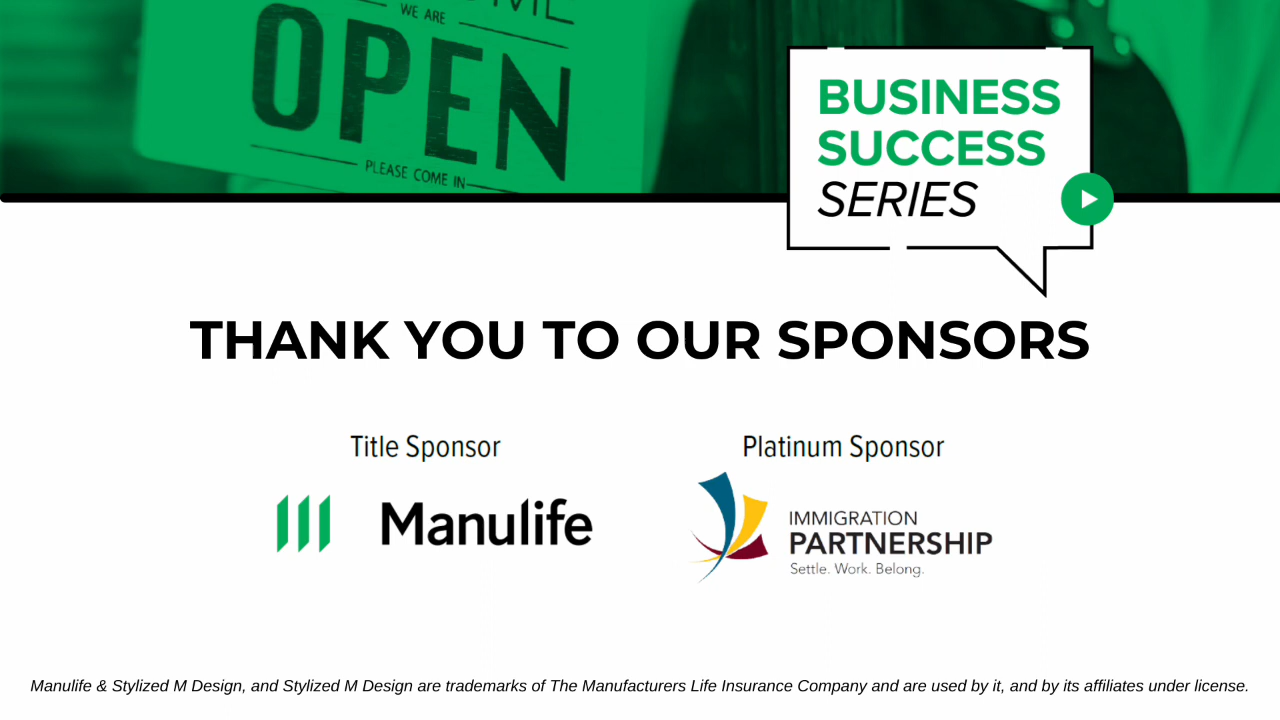 WE ARE
OPEN
PLEASE COME IN
BUSINESS
SUCCESS
SERIES
THANK YOU TO OUR SPONSORS
Title Sponsor
Manulife
Platinum Sponsor
IMMIGRATION
PARTNERSHIP
Settle. Work. Belong.
Manulife & Stylized M Design, and Stylized M Design are trademarks of The Manufacturers Life Insurance Company and are used by it, and by its affiliates under license.